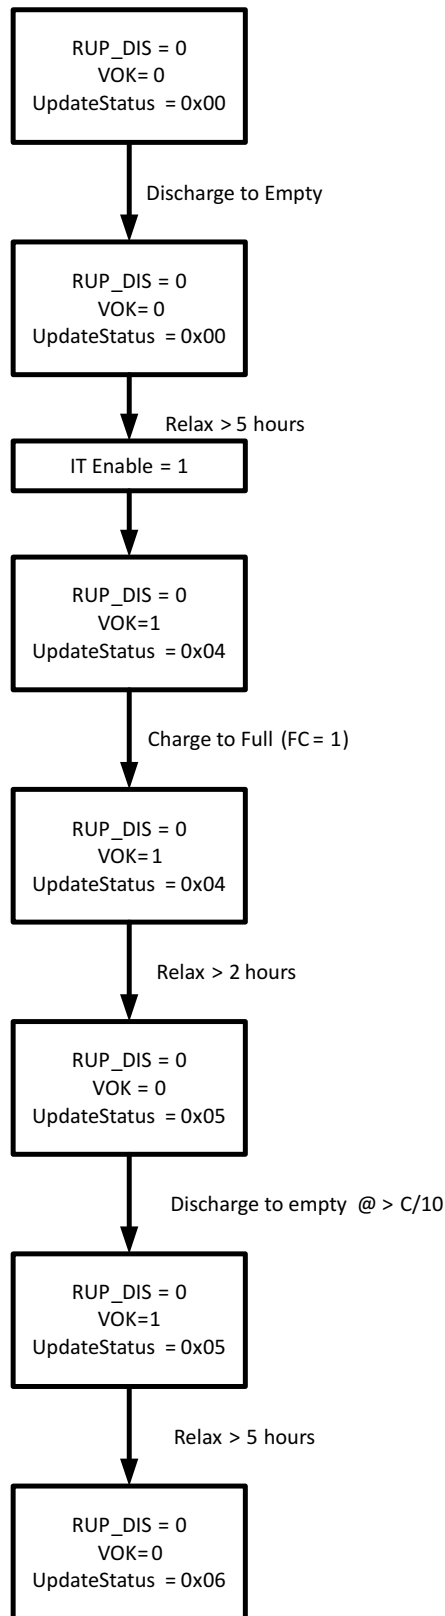 RUP_DIS = 0
VOK= 0
UpdateStatus = 0x00
Discharge to Empty
RUP_DIS = 0
VOK= 0
UpdateStatus = 0x00
Relax > 5 hours
IT Enable = 1
RUP_DIS = 0
VOK=1
UpdateStatus = 0x04
Charge to Full (FC = 1)
RUP_DIS = 0
VOK=1
UpdateStatus = 0x04
Relax > 2 hours
RUP_DIS = 0
VOK = 0
UpdateStatus = 0x05
Discharge to empty @ > C/10
RUP_DIS = 0
VOK=1
UpdateStatus = 0x05
Relax > 5 hours
RUP_DIS = 0
VOK=0
UpdateStatus = 0x06